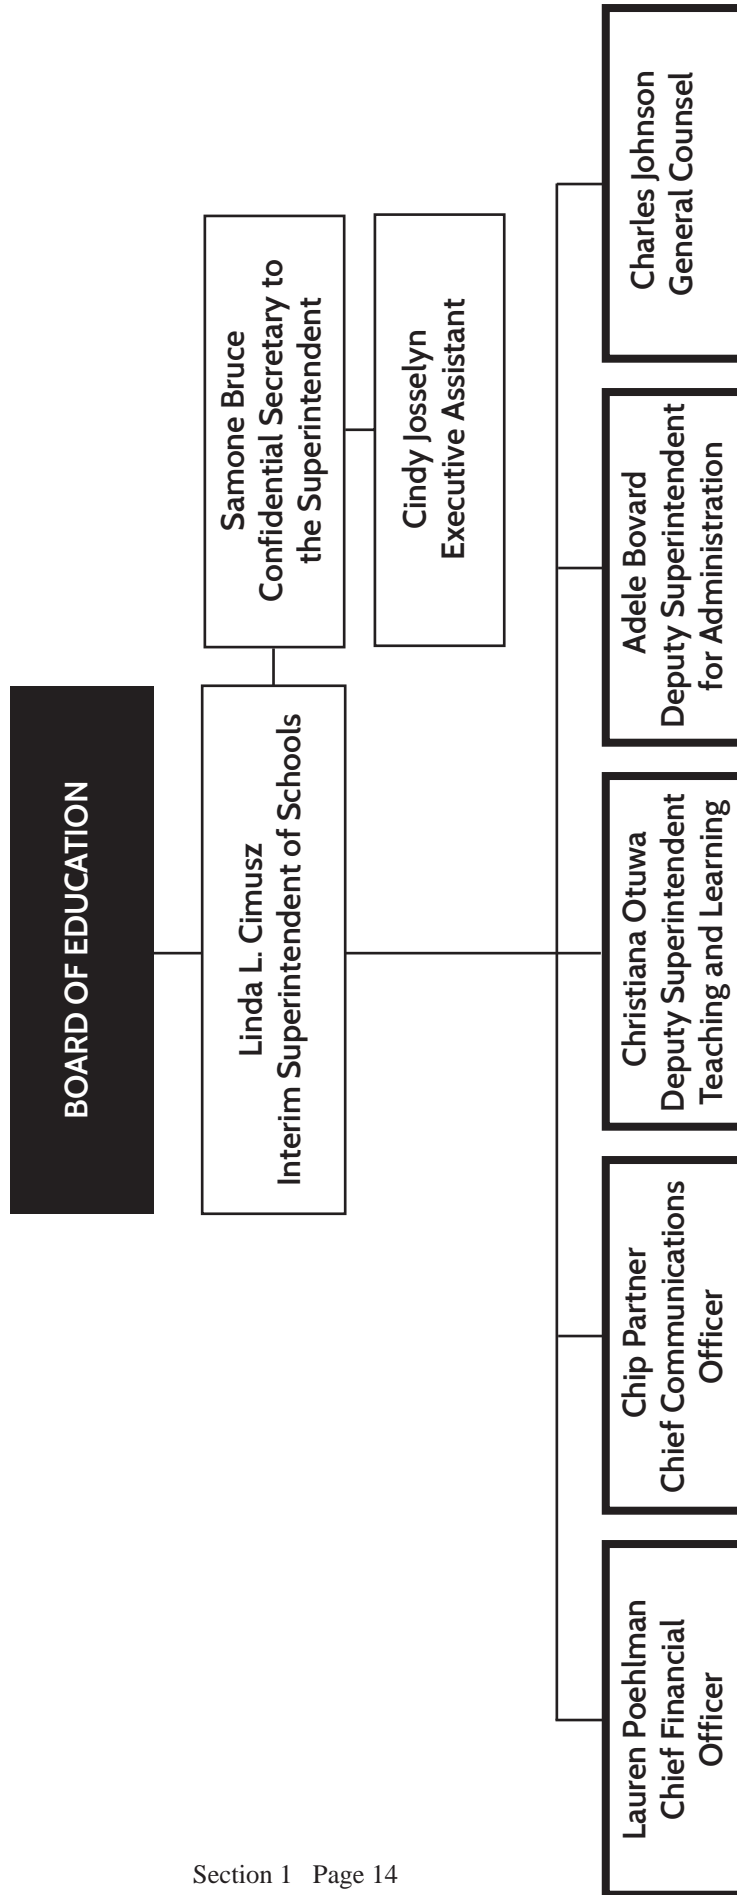 BOARD OF EDUCATION
Linda L. Cimusz
Interim Superintendent of Schools
Samone Bruce
Confidential Secretary to
the Superintendent
Cindy Josselyn
Executive Assistant
Lauren Poehlman
Chief Financial
Officer
Chip Partner
Chief Communications
Officer
Christiana Otuwa
Deputy Superintendent
Teaching and Learning
Adele Bovard
Deputy Superintendent
for Administration
Charles Johnson
General Counsel
Section 1 Page 14